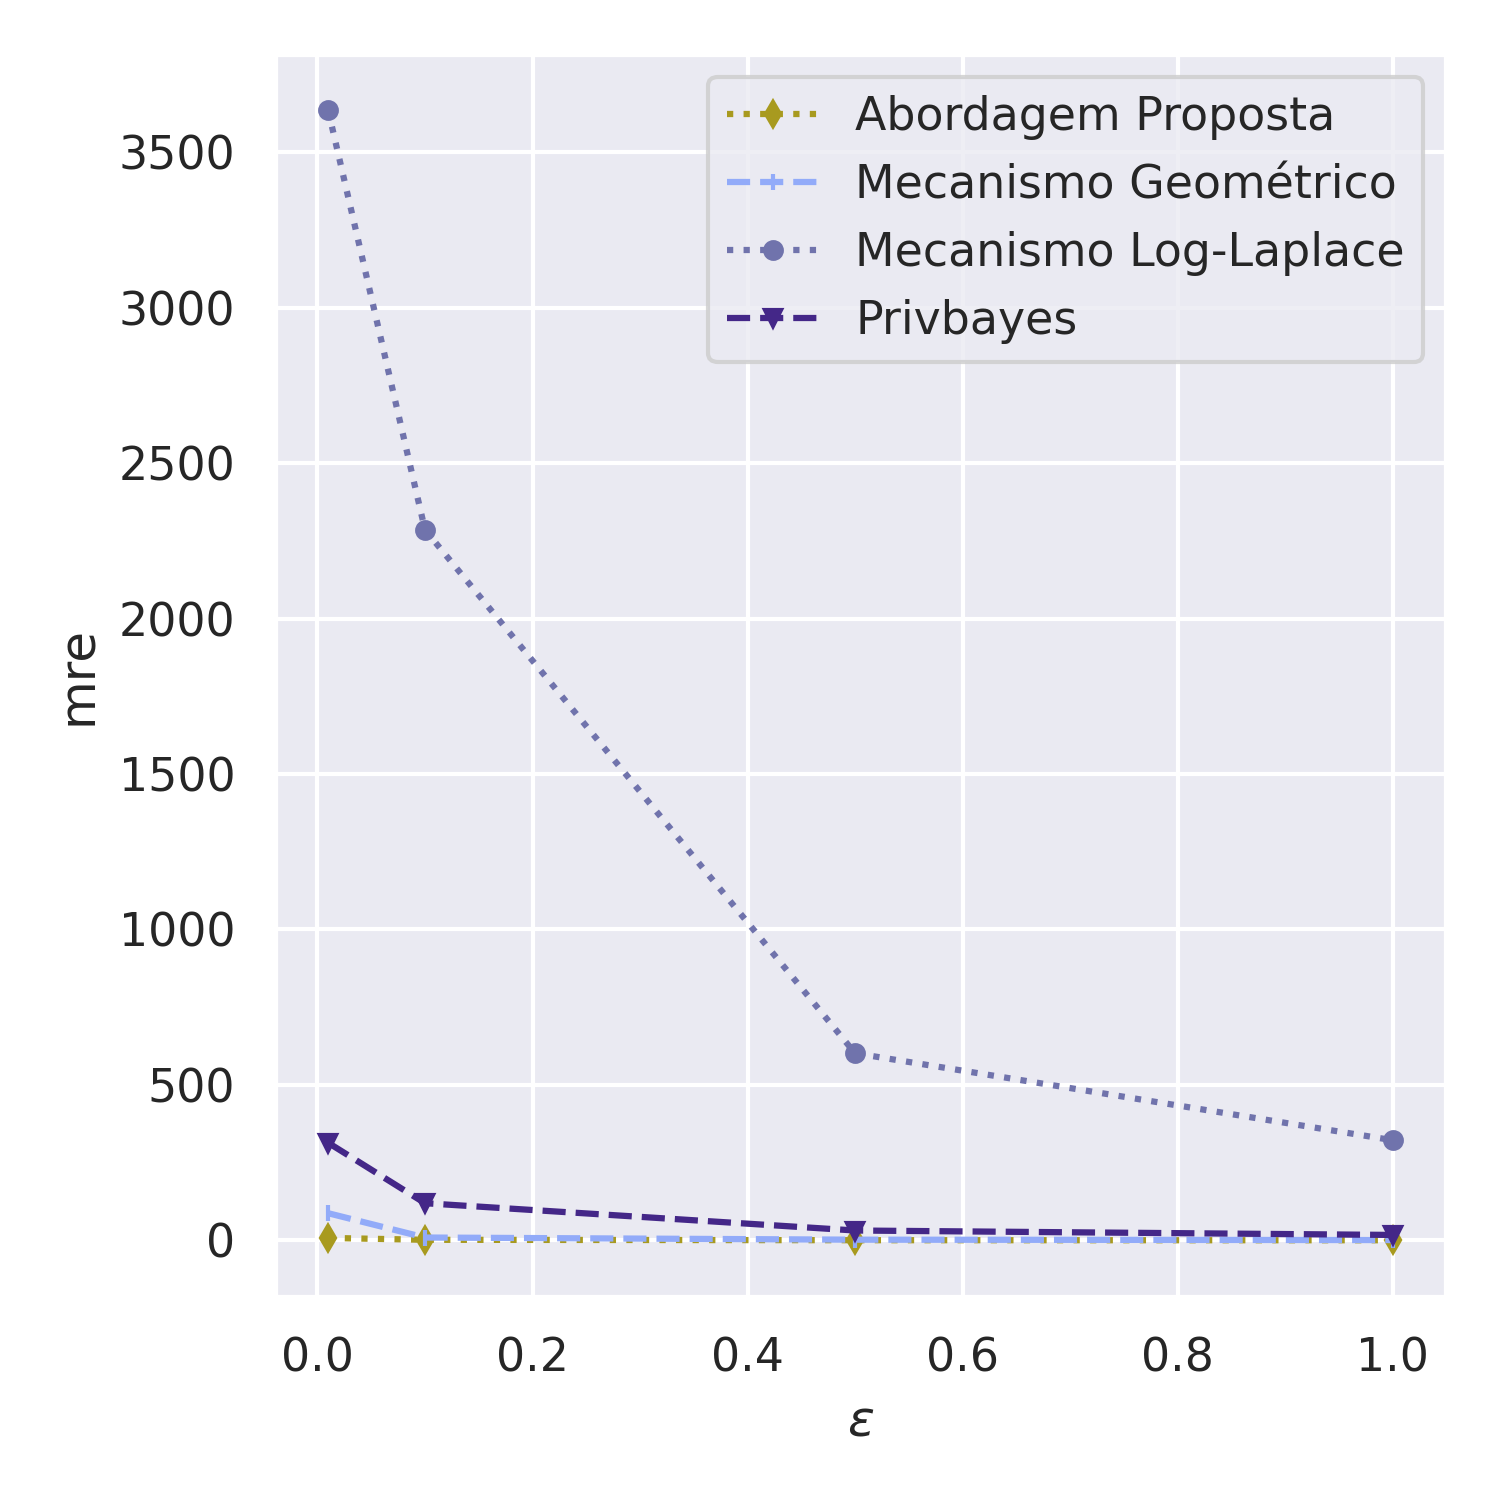 Abordagem Proposta
Mecanismo Geométrico
Mecanismo Log-Laplace
Privbayes
3500
3000
2500
2000
1500
1000
500
0
mre
0.0 0.2 0.4 0.6 0.8 1.0
ε